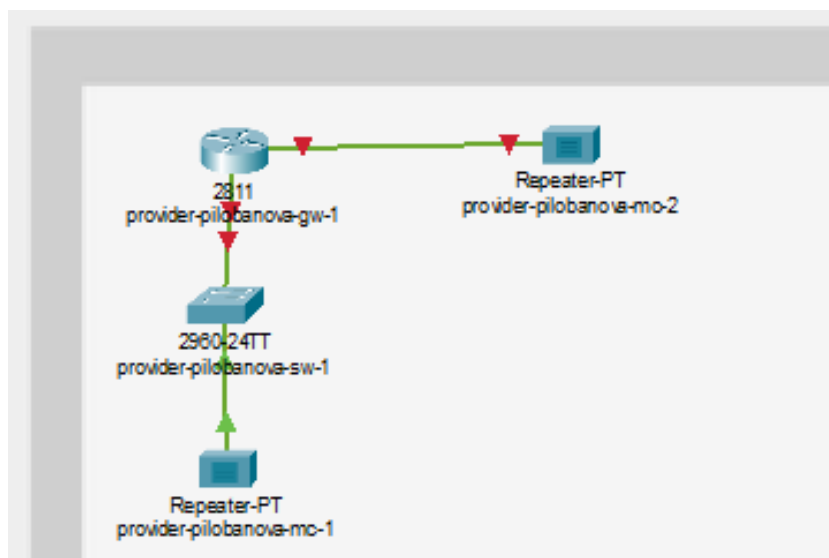 2811
provider-pilobanova-gw-1
Repeater-PT
provider-pilobanova-mc-2
2960-24TT
provider-pilobanova-sw-1
Repeater-PT
provider-pilobanova-mc-1